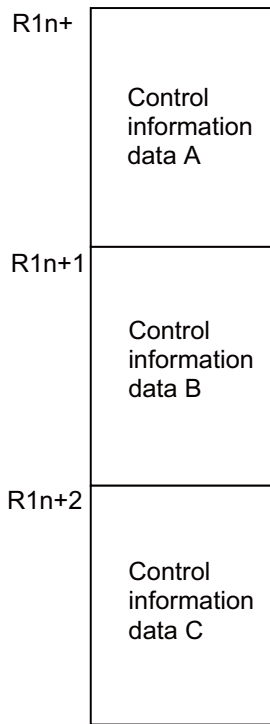 R1n+
Control
information
data A
R1n+1
Control
information
data B
R1n+2
Control
information
data C